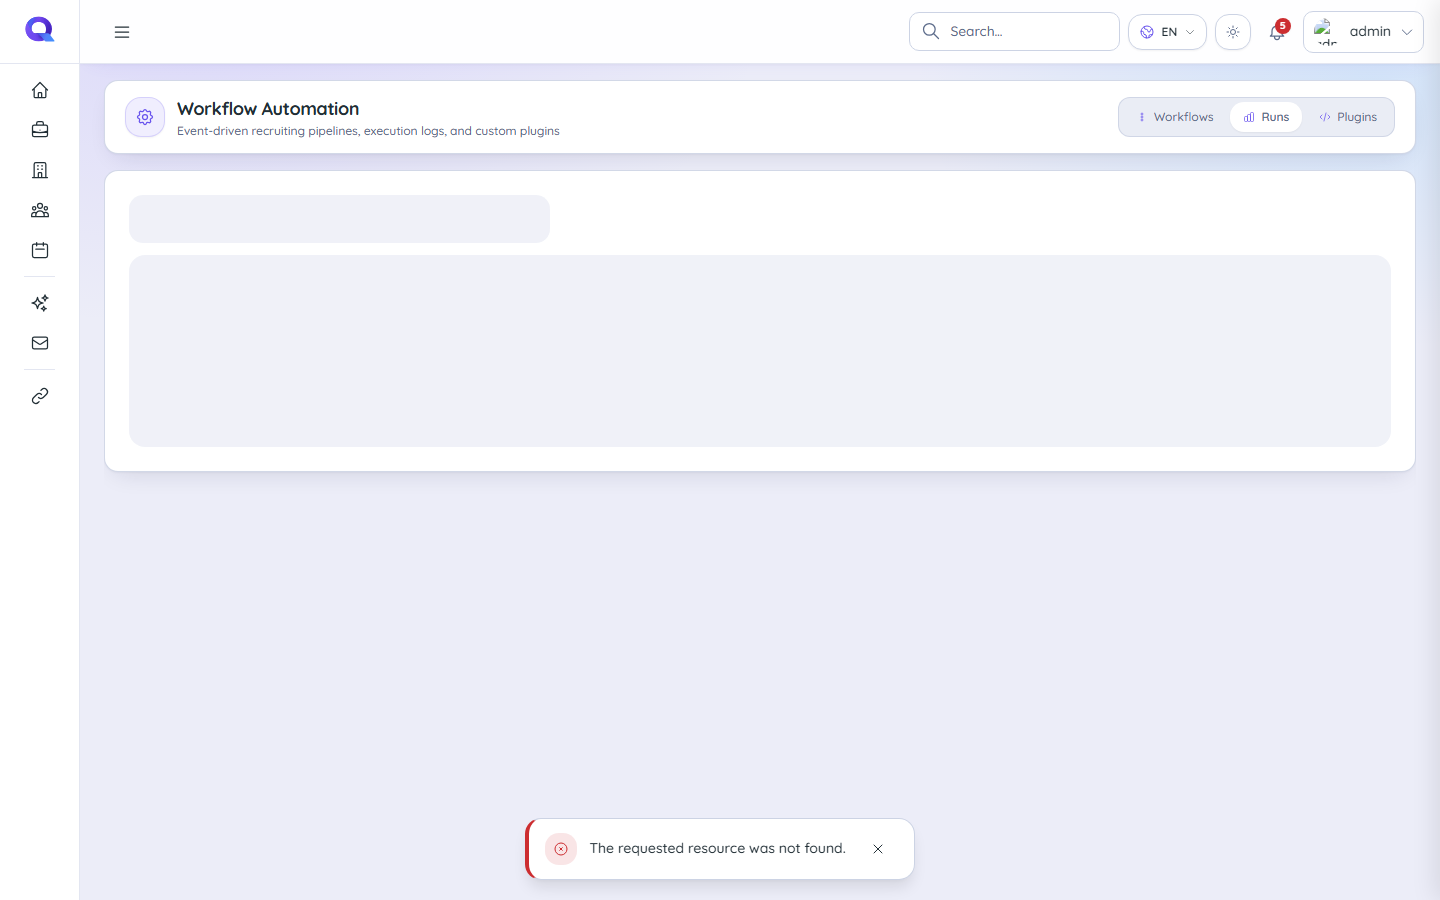 Search...
EN
5
admin
Workflow Automation
Event-driven recruiting pipelines, execution logs, and custom plugins
Workflows
Runs
Plugins
The requested resource was not found.